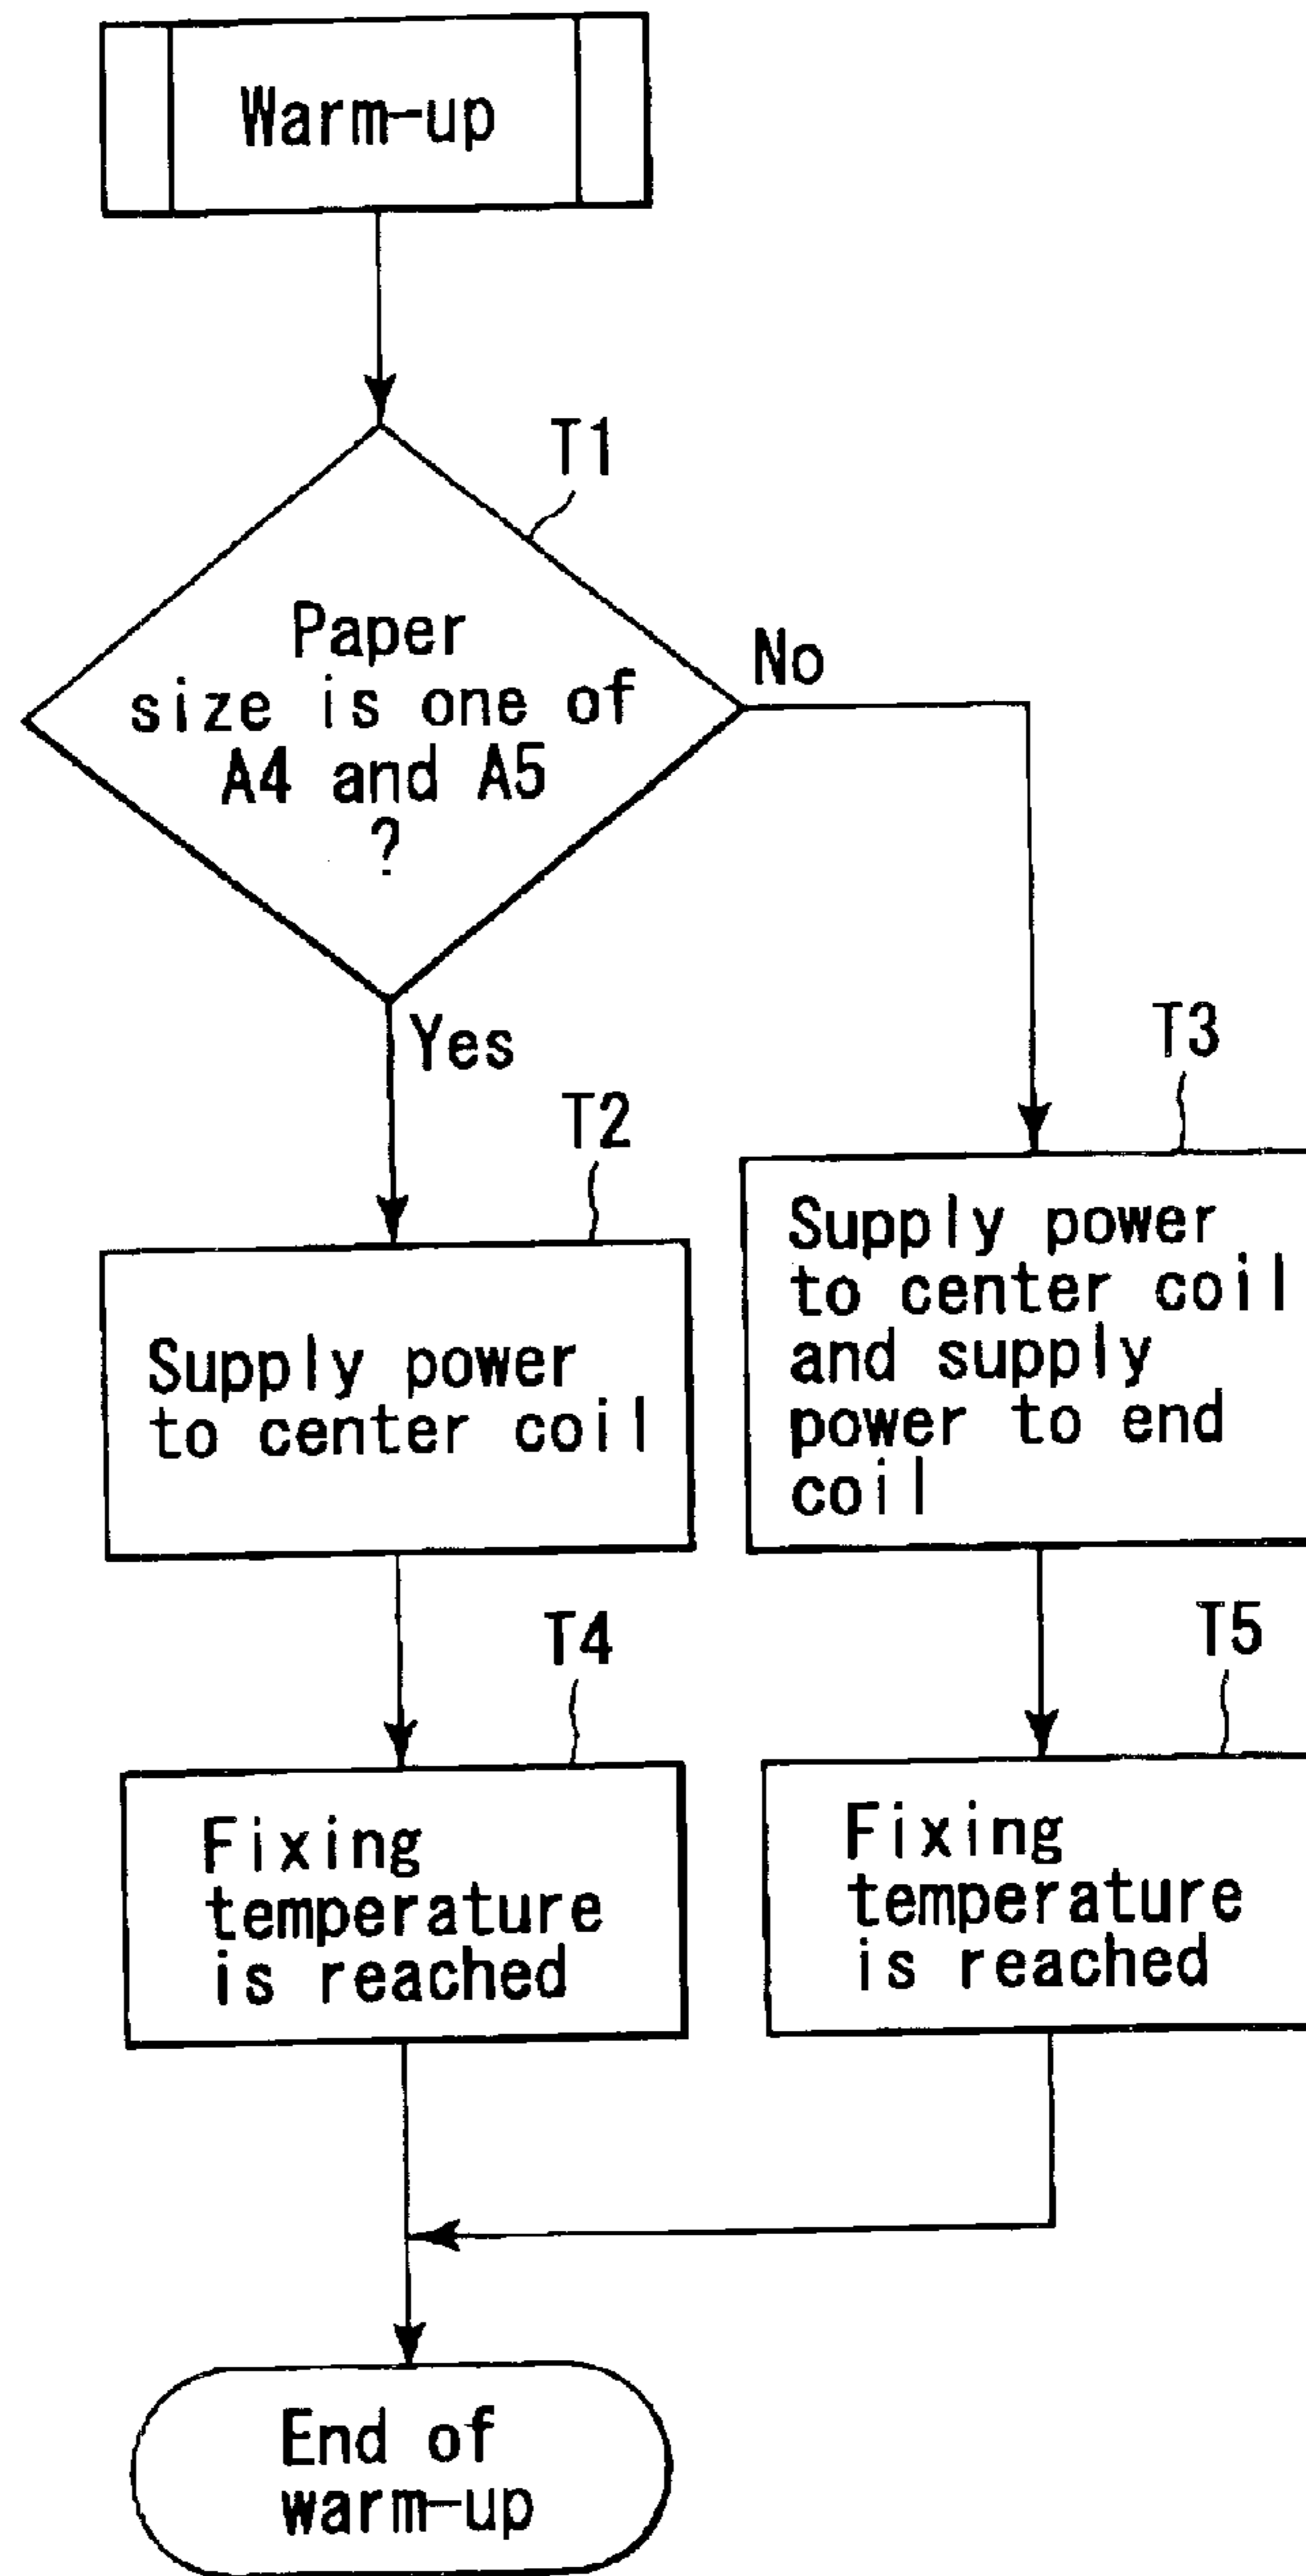 Warm-up
T1
Paper
size is one of
A4 and A5
?
No
Yes
T2
Supply power
to center coil
T3
Supply power
to center coil
and supply
power to end
coil
T4
Fixing
temperature
is reached
T5
Fixing
temperature
is reached
End of
warm-up